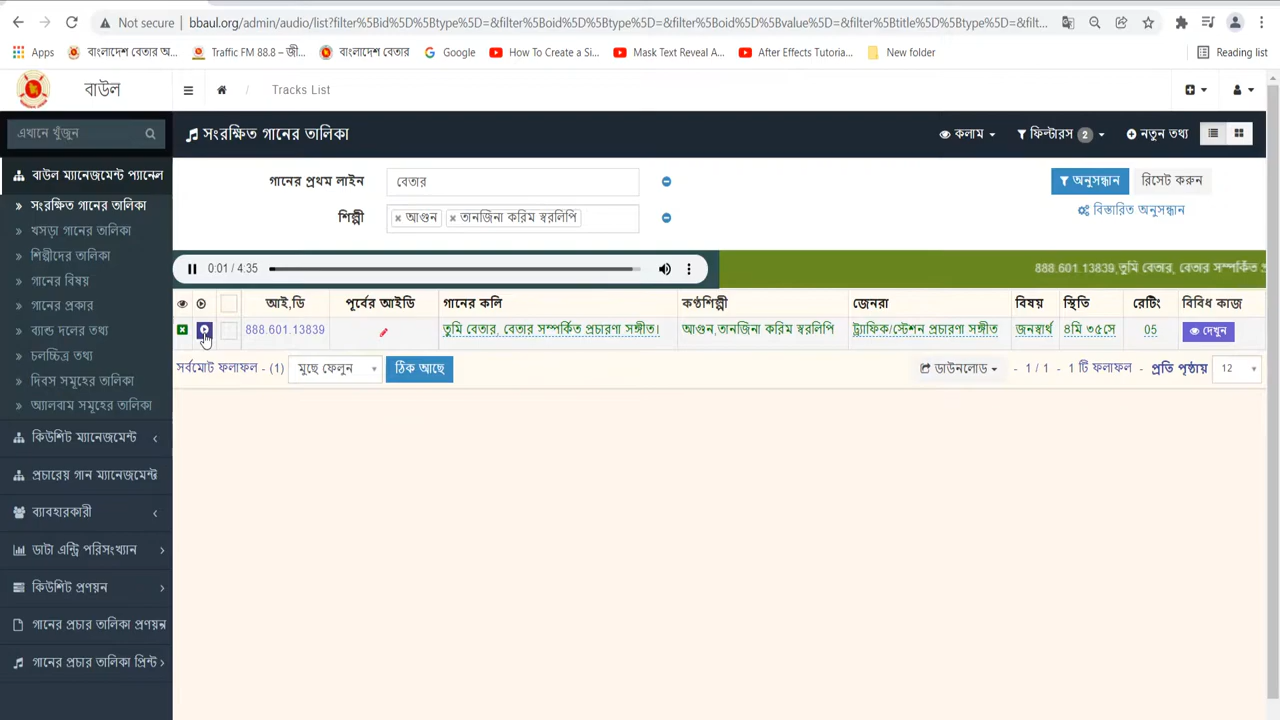 Not secure
bbaul.org/admin/audio/list?filter%5Bid%5D%5Btype%5D=&filter%5Boid%5D%5Bvalue%5D=&filter%5Boid%5D%5Btype%5D=&filter%5Btitle%5D%5Btype%5D=&filt...
Apps
বাংলাদেশ বেতার অ...
Traffic FM 88.8 – জী...
বাংলাদেশ বেতার
Google
How To Create a Si...
Mask Text Reveal A...
After Effects Tutoria...
New folder
Reading list
বাউল
Tracks List
এখানে খুঁজুন
সংরক্ষিত গানের তালিকা
কলাম
ফিল্টারস 2
নতুন তথ্য
বাউল ম্যানেজমেন্ট প্যানেল
» সংরক্ষিত গানের তালিকা
» খসড়া গানের তালিকা
» শিল্পীদের তালিকা
» গানের বিষয়
» গানের প্রকার
» ব্যান্ড দলের তথ্য
» চলচ্চিত্র তথ্য
» দিবস সমূহের তালিকা
» অ্যালবাম সমূহের তালিকা
কিউশিট ম্যানেজমেন্ট
প্রচারেয় গান ম্যানেজমেন্ট
ব্যাবহারকারী
ডাটা এন্ট্রি পরিসংখ্যান
কিউশিট প্রণয়ন
গানের প্রচার তালিকা প্রণয়ন
গানের প্রচার তালিকা প্রিন্ট
গানের প্রথম লাইন
বেতার
শিল্পী
× আগুন × তানজিনা করিম স্বরলিপি
অনুসন্ধান
রিসেট করুন
বিস্তারিত অনুসন্ধান
0:01 / 4:35
888.601.13839,তুমি বেতার, বেতার সম্পর্কিত প্র
আই,ডি পূর্বের আইডি গানের কলি কণ্ঠশিল্পী জেনরা বিষয় স্থিতি রেটিং বিবিধ কাজ
888.601.13839 তুমি বেতার, বেতার সম্পর্কিত প্রচারণা সঙ্গীত। আগুন,তানজিনা করিম স্বরলিপি ট্র্যাফিক/স্টেশন প্রচারণা সঙ্গীত জনস্বার্থ ৪মি ৩৫সে 05 দেখুন
সর্বমোট ফলাফল - (1)
মুছে ফেলুন
ঠিক আছে
ডাউনলোড
- 1 / 1 - 1 টি ফলাফল - প্রতি পৃষ্ঠায়
12